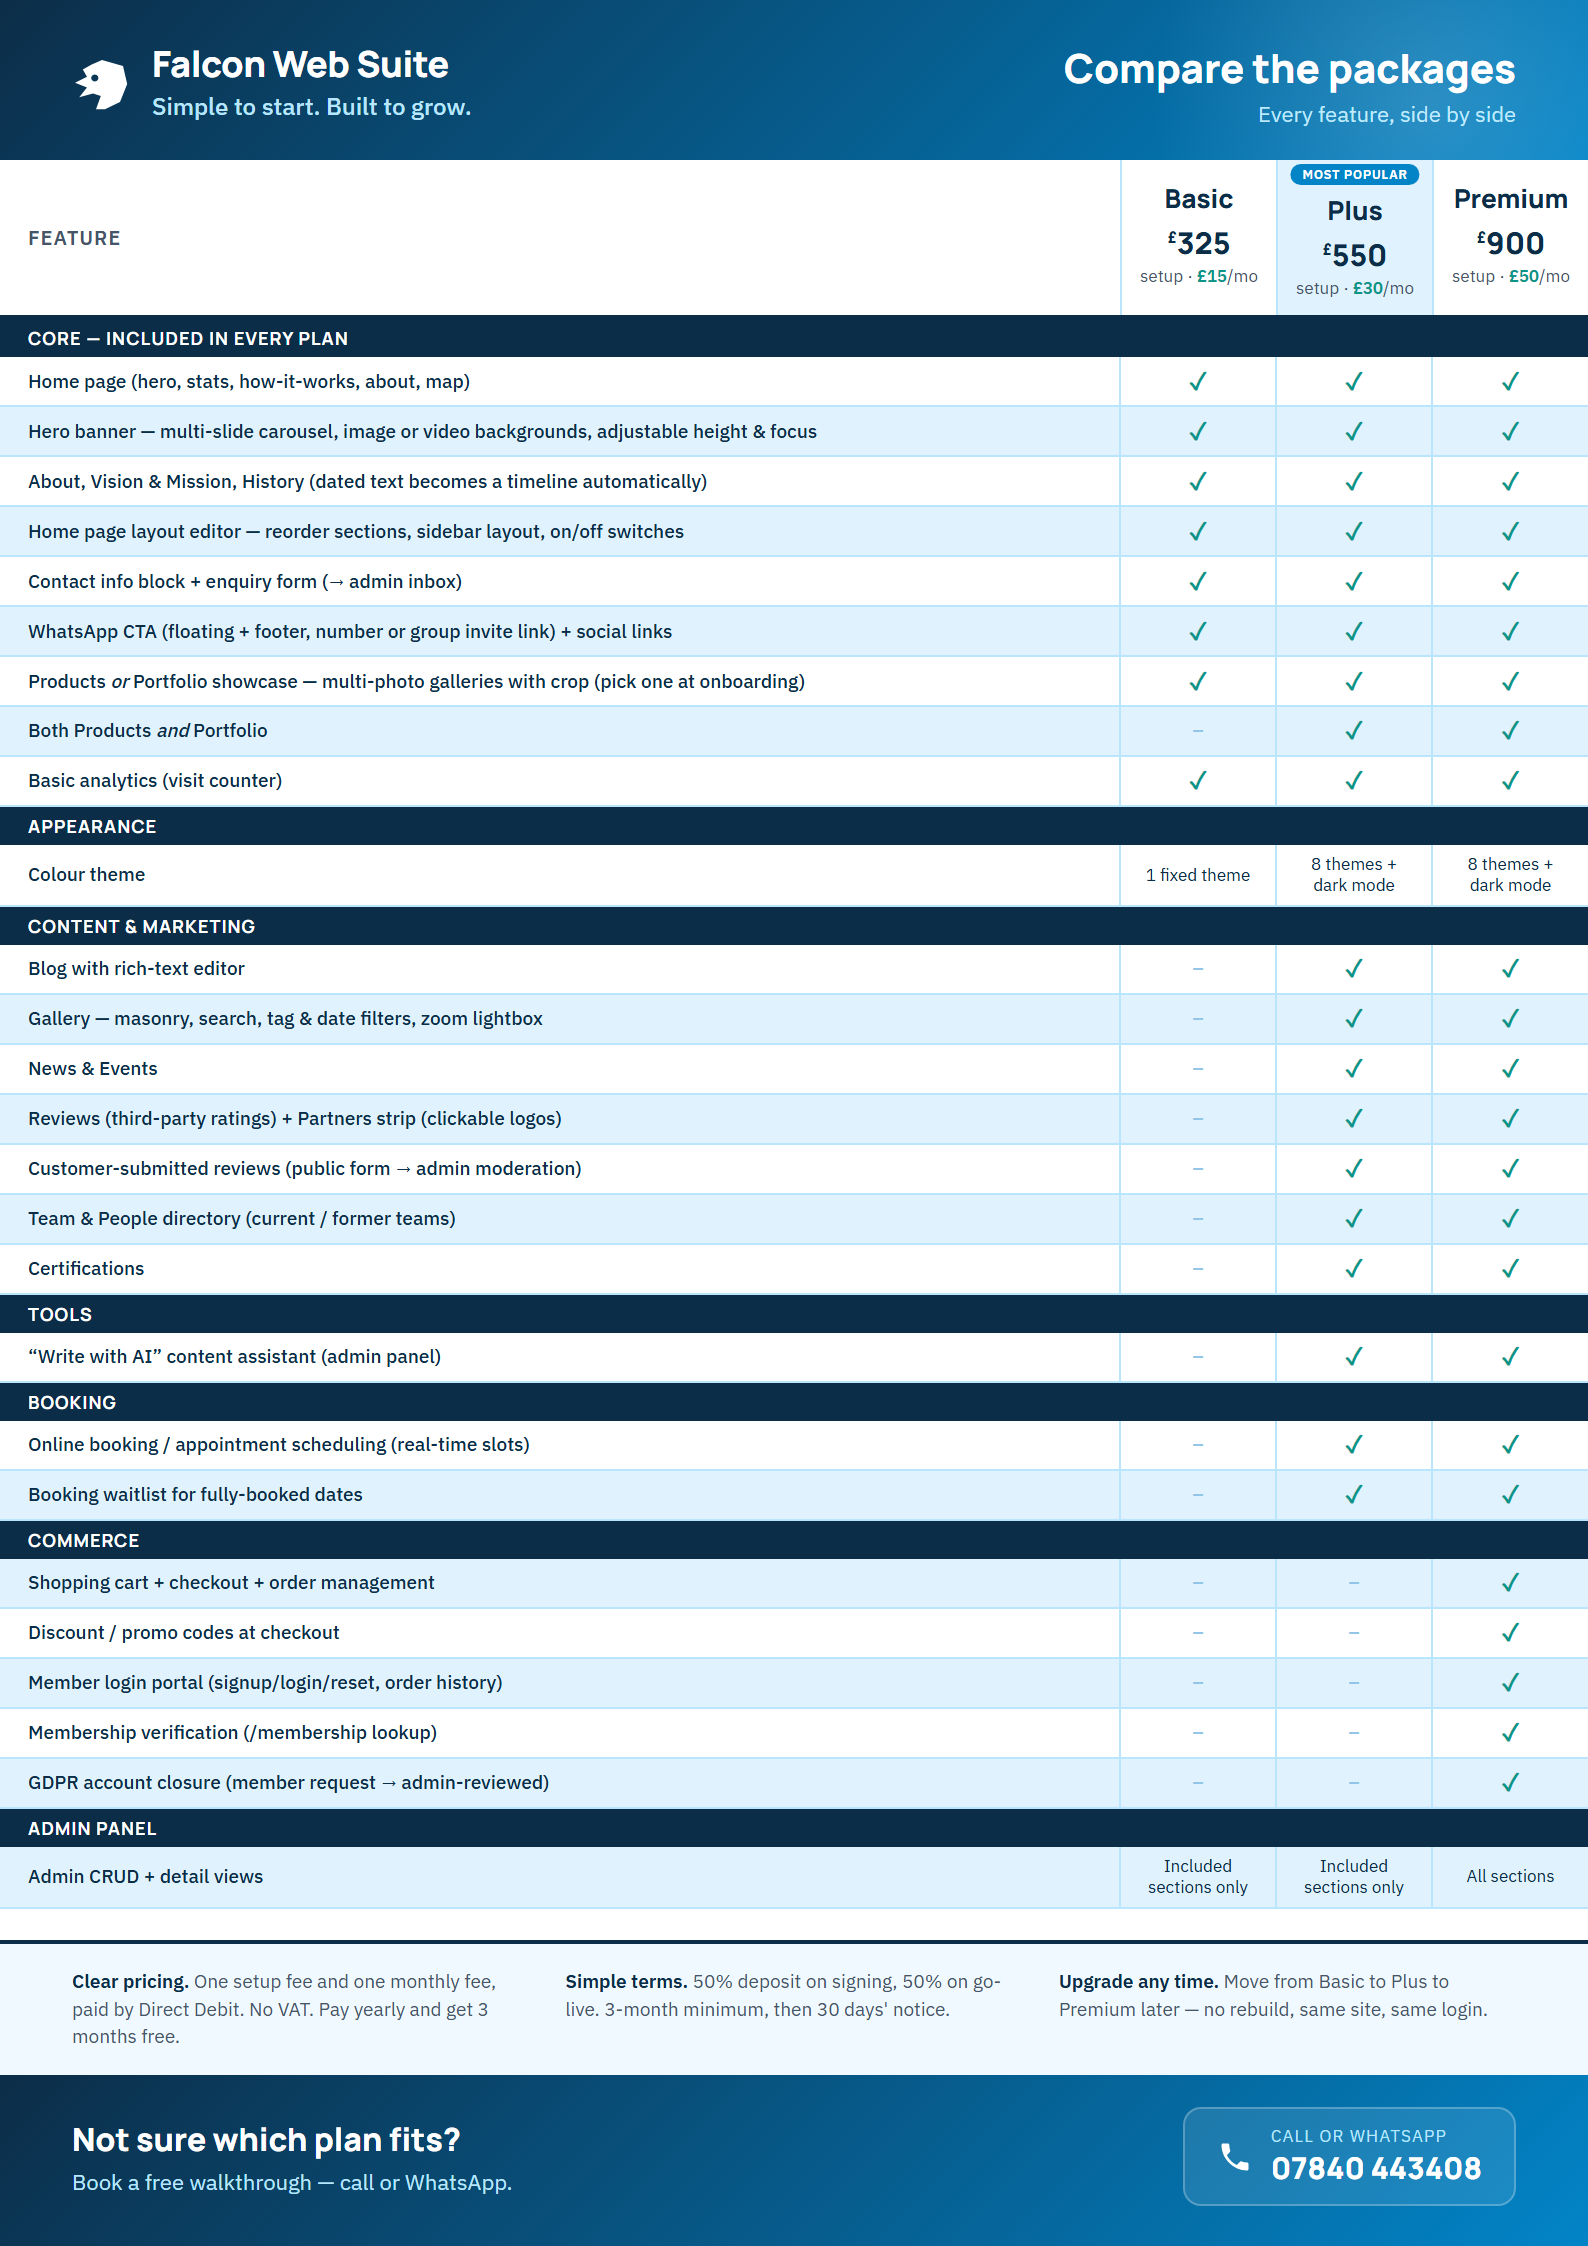 Falcon Web Suite
Simple to start. Built to grow.
Compare the packages
Every feature, side by side
FEATURE
Basic
£325
setup · £15/mo
MOST POPULAR
Plus
£550
setup · £30/mo
Premium
£900
setup · £50/mo
CORE — INCLUDED IN EVERY PLAN
Home page (hero, stats, how-it-works, about, map) ✓ ✓ ✓
Hero banner — multi-slide carousel, image or video backgrounds, adjustable height & focus ✓ ✓ ✓
About, Vision & Mission, History (dated text becomes a timeline automatically) ✓ ✓ ✓
Home page layout editor — reorder sections, sidebar layout, on/off switches ✓ ✓ ✓
Contact info block + enquiry form (→ admin inbox) ✓ ✓ ✓
WhatsApp CTA (floating + footer, number or group invite link) + social links ✓ ✓ ✓
Products or Portfolio showcase — multi-photo galleries with crop (pick one at onboarding) ✓ ✓ ✓
Both Products and Portfolio – ✓ ✓
Basic analytics (visit counter) ✓ ✓ ✓
APPEARANCE
Colour theme
1 fixed theme
8 themes +
dark mode
8 themes +
dark mode
CONTENT & MARKETING
Blog with rich-text editor – ✓ ✓
Gallery — masonry, search, tag & date filters, zoom lightbox – ✓ ✓
News & Events – ✓ ✓
Reviews (third-party ratings) + Partners strip (clickable logos) – ✓ ✓
Customer-submitted reviews (public form → admin moderation) – ✓ ✓
Team & People directory (current / former teams) – ✓ ✓
Certifications – ✓ ✓
TOOLS
“Write with AI” content assistant (admin panel) – ✓ ✓
BOOKING
Online booking / appointment scheduling (real-time slots) – ✓ ✓
Booking waitlist for fully-booked dates – ✓ ✓
COMMERCE
Shopping cart + checkout + order management – – ✓
Discount / promo codes at checkout – – ✓
Member login portal (signup/login/reset, order history) – – ✓
Membership verification (/membership lookup) – – ✓
GDPR account closure (member request → admin-reviewed) – – ✓
ADMIN PANEL
Admin CRUD + detail views
Included
sections only
Included
sections only
All sections
Clear pricing. One setup fee and one monthly fee,
paid by Direct Debit. No VAT. Pay yearly and get 3
months free.
Simple terms. 50% deposit on signing, 50% on go-
live. 3-month minimum, then 30 days' notice.
Upgrade any time. Move from Basic to Plus to
Premium later — no rebuild, same site, same login.
Not sure which plan fits?
Book a free walkthrough — call or WhatsApp.
CALL OR WHATSAPP
07840 443408